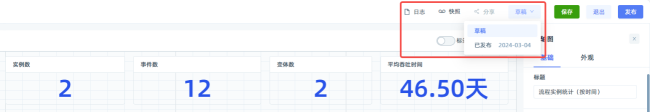 日志 快照 分享 草稿 保存 退出 发布
草稿
已发布 2024-03-04
实例数 事件数 变体数 平均吞吐时间
2 12 2 46.50天
基础 外观
标题
流程实例统计（按时间）